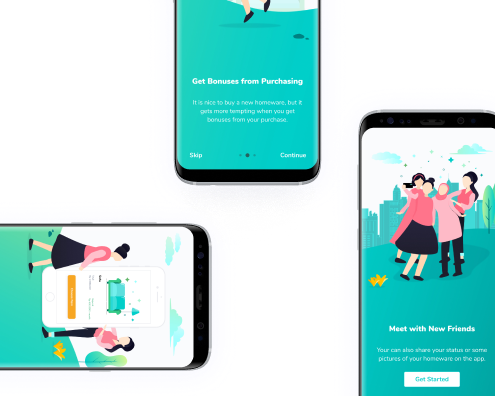 Get Bonuses from Purchasing
It is nice to buy a new homeware, but it
gets more tempting when you get
bonuses from your purchase.
Skip
Continue
Meet with New Friends
Your can also share your status or some
pictures of your homeware on the app.
Get Started